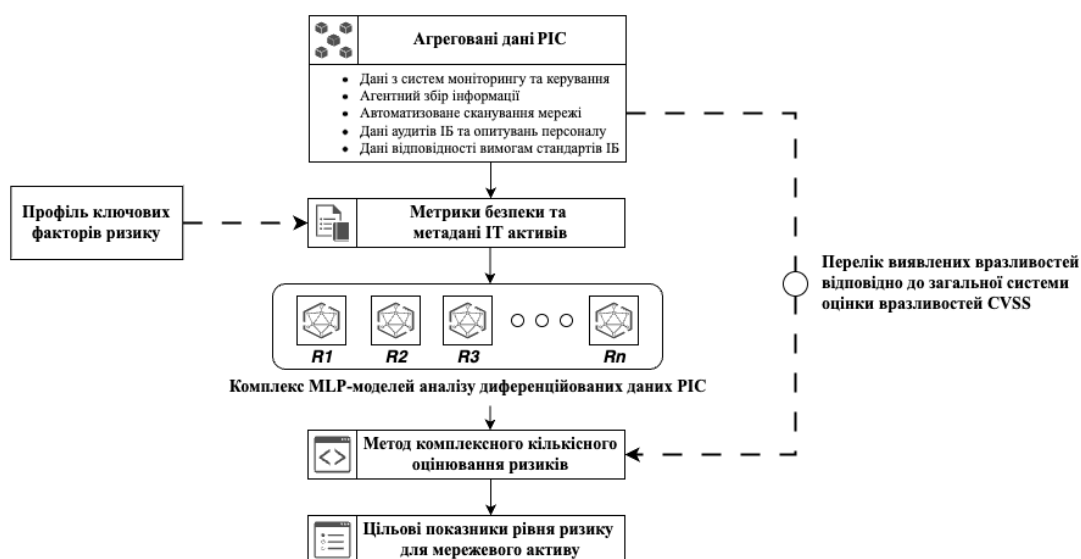 Агреговані дані РІС
• Дані з систем моніторингу та керування
• Агентний збір інформації
• Автоматизоване сканування мережі
• Дані аудитів ІБ та опитувань персоналу
• Дані відповідності вимогам стандартів ІБ
Профіль ключових
факторів ризику
Метрики безпеки та
метадані ІТ активів
Перелік виявлених вразливостей
відповідно до загальної системи
оцінки вразливостей CVSS
R1
R2
R3
Rn
Комплекс MLP-моделей аналізу диференційованих даних РІС
Метод комплексного кількісного
оцінювання ризиків
Цільові показники рівня ризику
для мережевого активу